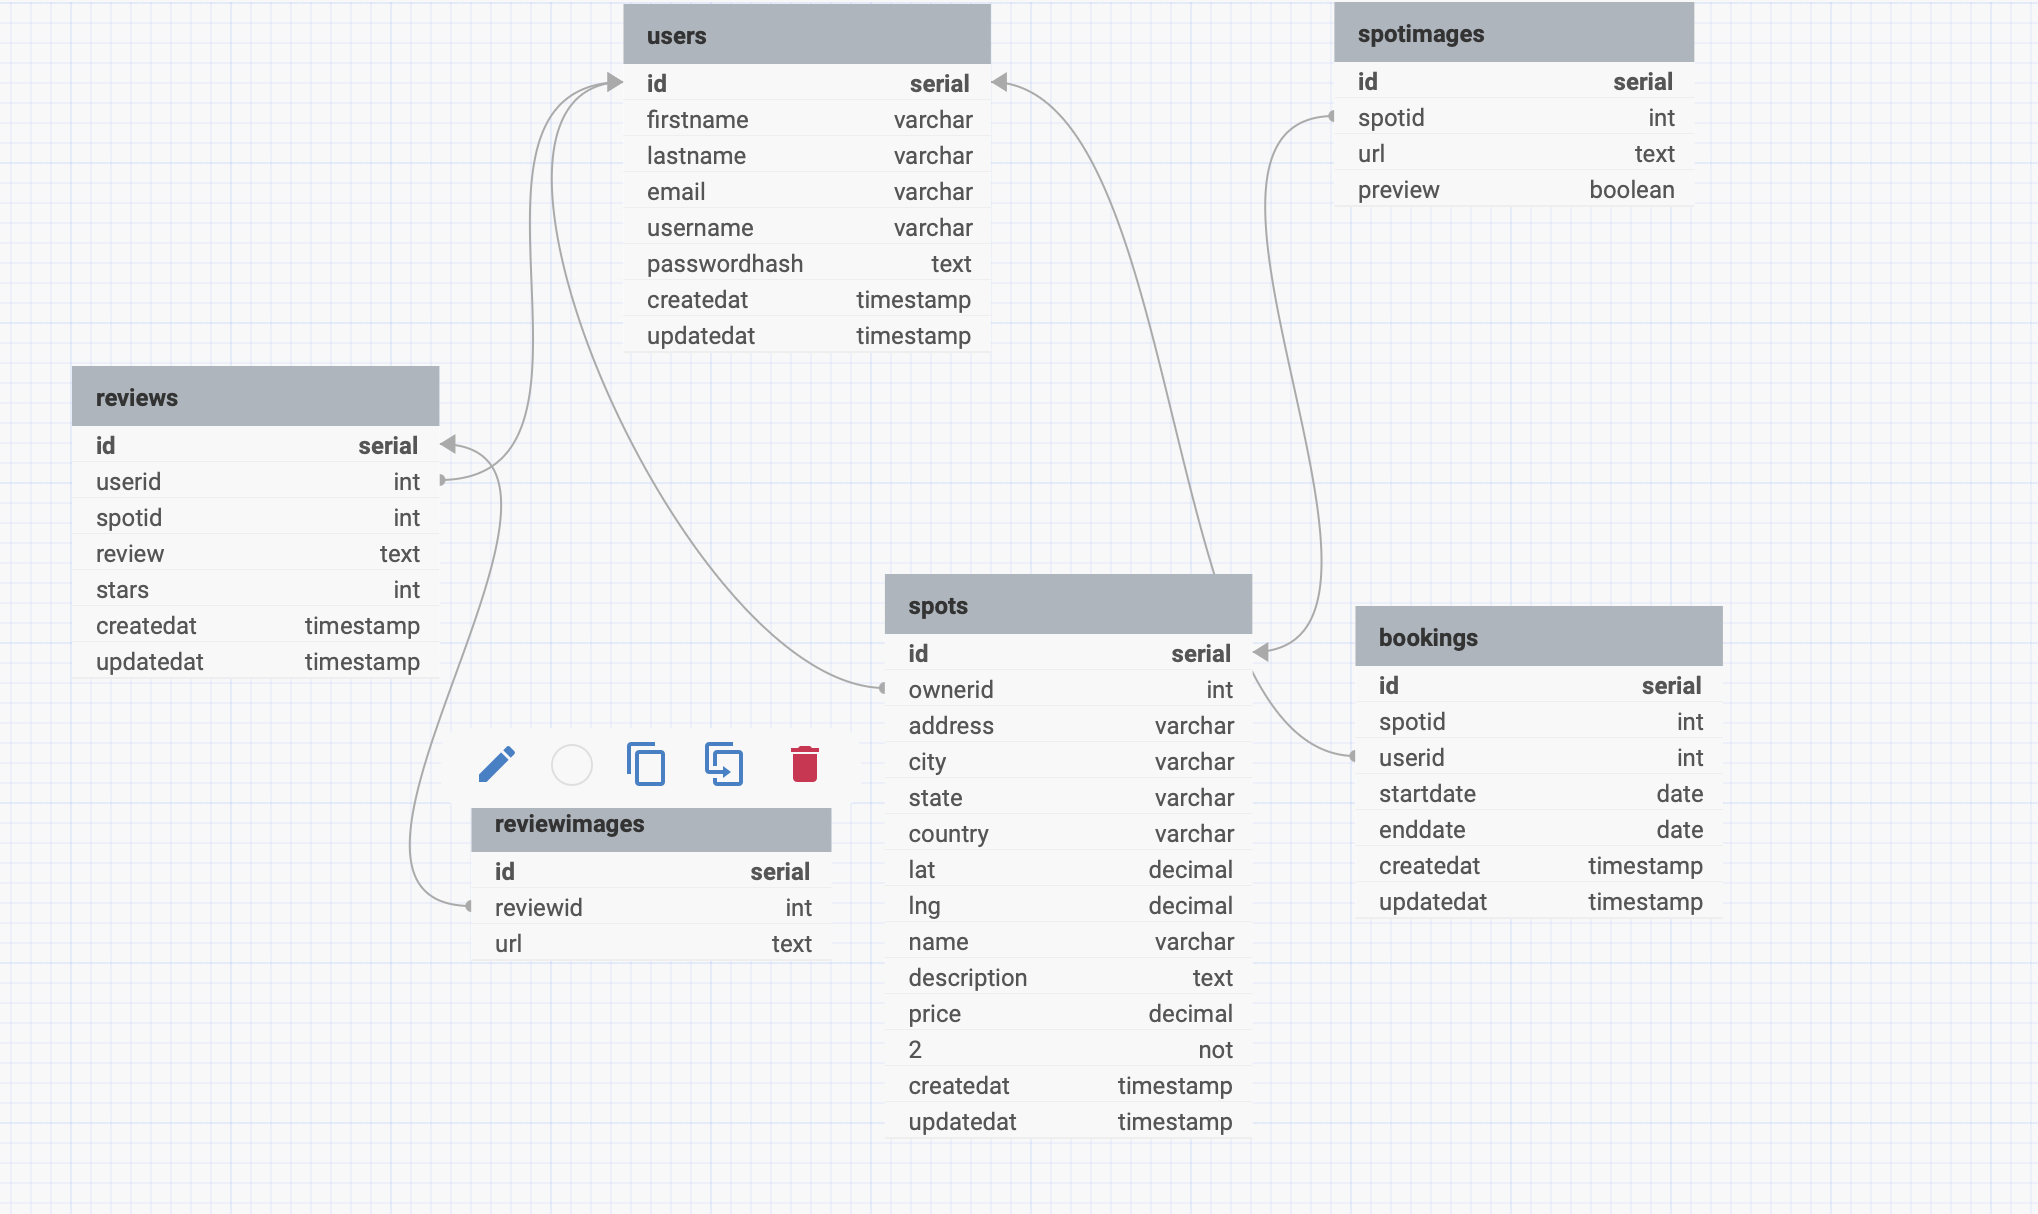 users
id serial
firstname varchar
lastname varchar
email varchar
username varchar
passwordhash text
createdat timestamp
updatedat timestamp
spotimages
id serial
spotid int
url text
preview boolean
reviews
id serial
userid int
spotid int
review text
stars int
createdat timestamp
updatedat timestamp
spots
id serial
ownerid int
address varchar
city varchar
state varchar
country varchar
lat decimal
lng decimal
name varchar
description text
price decimal
2 not
createdat timestamp
updatedat timestamp
bookings
id serial
spotid int
userid int
startdate date
enddate date
createdat timestamp
updatedat timestamp
reviewimages
id serial
reviewid int
url text